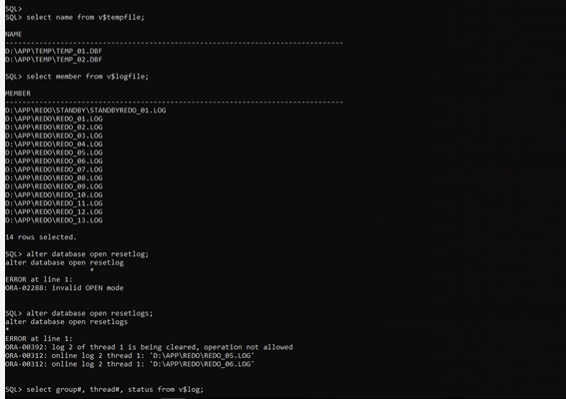 SQL>
SQL> select name from v$tempfile;
NAME
--------------------------------------------------------------------------------
D:\APP\TEMP\TEMP_01.DBF
D:\APP\TEMP\TEMP_02.DBF
SQL> select member from v$logfile;
MEMBER
--------------------------------------------------------------------------------
D:\APP\REDO\STANDBY\STANDBYREDO_01.LOG
D:\APP\REDO\REDO_01.LOG
D:\APP\REDO\REDO_02.LOG
D:\APP\REDO\REDO_03.LOG
D:\APP\REDO\REDO_04.LOG
D:\APP\REDO\REDO_05.LOG
D:\APP\REDO\REDO_06.LOG
D:\APP\REDO\REDO_07.LOG
D:\APP\REDO\REDO_08.LOG
D:\APP\REDO\REDO_09.LOG
D:\APP\REDO\REDO_10.LOG
D:\APP\REDO\REDO_11.LOG
D:\APP\REDO\REDO_12.LOG
D:\APP\REDO\REDO_13.LOG
14 rows selected.
SQL> alter database open resetlog;
alter database open resetlog
*
ERROR at line 1:
ORA-02288: invalid OPEN mode
SQL> alter database open resetlogs;
alter database open resetlogs
*
ERROR at line 1:
ORA-00392: log 2 of thread 1 is being cleared, operation not allowed
ORA-00312: online log 2 thread 1: 'D:\APP\REDO\REDO_05.LOG'
ORA-00312: online log 2 thread 1: 'D:\APP\REDO\REDO_06.LOG'
SQL> select group#, thread#, status from v$log;